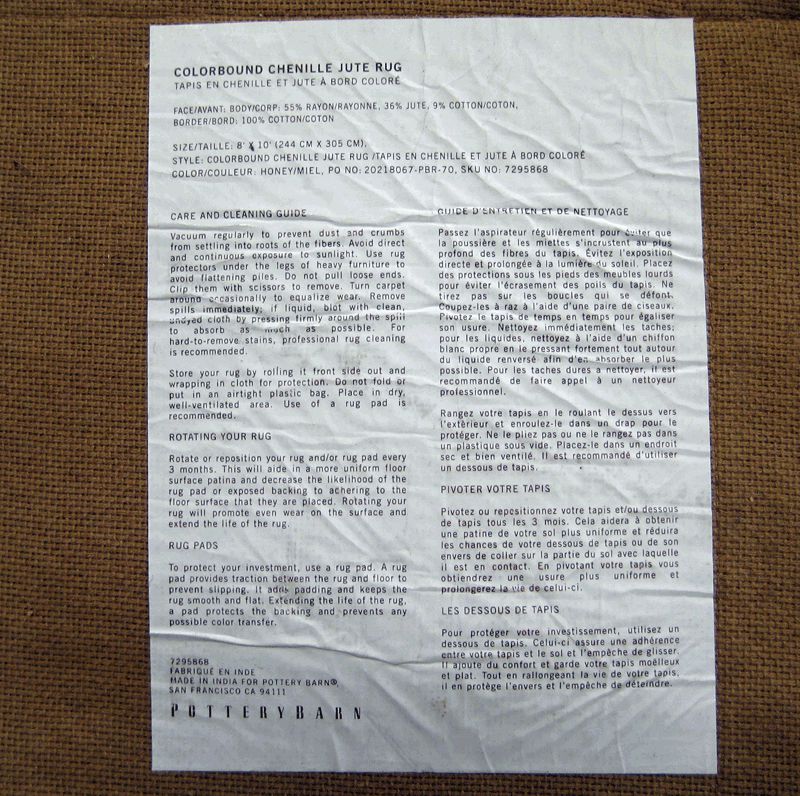 COLORBOUND CHENILLE JUTE RUG
TAPIS EN CHENILLE ET JUTE À BORD COLORÉ
FACE/AVANT: BODY/CORP: 55% RAYON/RAYONNE, 36% JUTE, 9% COTTON/COTON,
BORDER/BORD: 100% COTTON/COTON
SIZE/TAILLE: 8' X 10' (244 CM X 305 CM),
STYLE: COLORBOUND CHENILLE JUTE RUG /TAPIS EN CHENILLE ET JUTE À BORD COLORÉ
COLOR/COULEUR: HONEY/MIEL, PO NO: 20218067-PBR-70, SKU NO: 7295868
CARE AND CLEANING GUIDE
Vacuum regularly to prevent dust and crumbs
from settling into roots of the fibers. Avoid direct
and continuous exposure to sunlight. Use rug
protectors under the legs of heavy furniture to
avoid flattening piles. Do not pull loose ends.
Clip them with scissors to remove. Turn carpet
around occasionally to equalize wear. Remove
spills immediately; if liquid, blot with clean,
undyed cloth by pressing firmly around the spill
to absorb as much as possible. For
hard-to-remove stains, professional rug cleaning
is recommended.
Store your rug by rolling it front side out and
wrapping in cloth for protection. Do not fold or
put in an airtight plastic bag. Place in dry,
well-ventilated area. Use of a rug pad is
recommended.
ROTATING YOUR RUG
Rotate or reposition your rug and/or rug pad every
3 months. This will aide in a more uniform floor
surface patina and decrease the likelihood of the
rug pad or exposed backing to adhering to the
floor surface that they are placed. Rotating your
rug will promote even wear on the surface and
extend the life of the rug.
RUG PADS
To protect your investment, use a rug pad. A rug
pad provides traction between the rug and floor to
prevent slipping. It adds padding and keeps the
rug smooth and flat. Extending the life of the rug,
a pad protects the backing and prevents any
possible color transfer.
7295868
FABRIQUÉ EN INDE
MADE IN INDIA FOR POTTERY BARN®,
SAN FRANCISCO CA 94111
POTTERYBARN
GUIDE D'ENTRETIEN ET DE NETTOYAGE
Passez l'aspirateur régulièrement pour éviter que
la poussière et les miettes s'incrustent au plus
profond des fibres du tapis. Évitez l'exposition
directe et prolongée à la lumière du soleil. Placez
des protections sous les pieds des meubles lourds
pour éviter l'écrasement des poils du tapis. Ne
tirez pas sur les boucles qui se défont.
Coupez-les à raz à l'aide d'une paire de ciseaux.
Pivotez le tapis de temps en temps pour égaliser
son usure. Nettoyez immédiatement les taches;
pour les liquides, nettoyez à l'aide d'un chiffon
blanc propre en le pressant fortement tout autour
du liquide renversé afin d'en absorber le plus
possible. Pour les taches dures a nettoyer, il est
recommandé de faire appel à un nettoyeur
professionnel.
Rangez votre tapis en le roulant le dessus vers
l'extérieur et enroulez-le dans un drap pour le
protéger. Ne le pliez pas ou ne le rangez pas dans
un plastique sous vide. Placez-le dans un endroit
sec et bien ventilé. Il est recommandé d'utiliser
un dessous de tapis.
PIVOTER VOTRE TAPIS
Pivotez ou repositionnez votre tapis et/ou dessous
de tapis tous les 3 mois. Cela aidera à obtenir
une patine de votre sol plus uniforme et réduira
les chances de votre dessous de tapis ou de son
envers de coller sur la partie du sol avec laquelle
il est en contact. En pivotant votre tapis vous
obtiendrez une usure plus uniforme et
prolongerez la vie de celui-ci.
LES DESSOUS DE TAPIS
Pour protéger votre investissement, utilisez un
dessous de tapis. Celui-ci assure une adhérence
entre votre tapis et le sol et l'empêche de glisser.
Il ajoute du confort et garde votre tapis moëlleux
et plat. Tout en rallongeant la vie de votre tapis,
il en protège l'envers et l'empêche de déteindre.